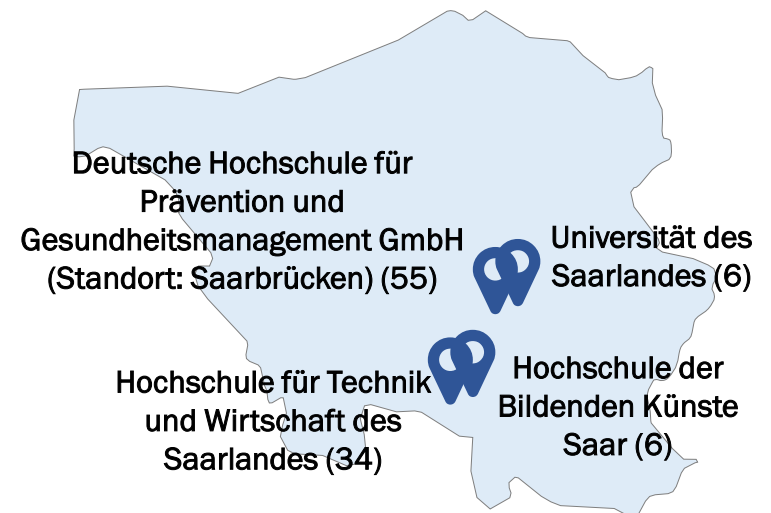 Deutsche Hochschule für
Prävention und
Gesundheitsmanagement GmbH
(Standort: Saarbrücken) (55)
Universität des
Saarlandes (6)
Hochschule für Technik
und Wirtschaft des
Saarlandes (34)
Hochschule der
Bildenden Künste
Saar (6)